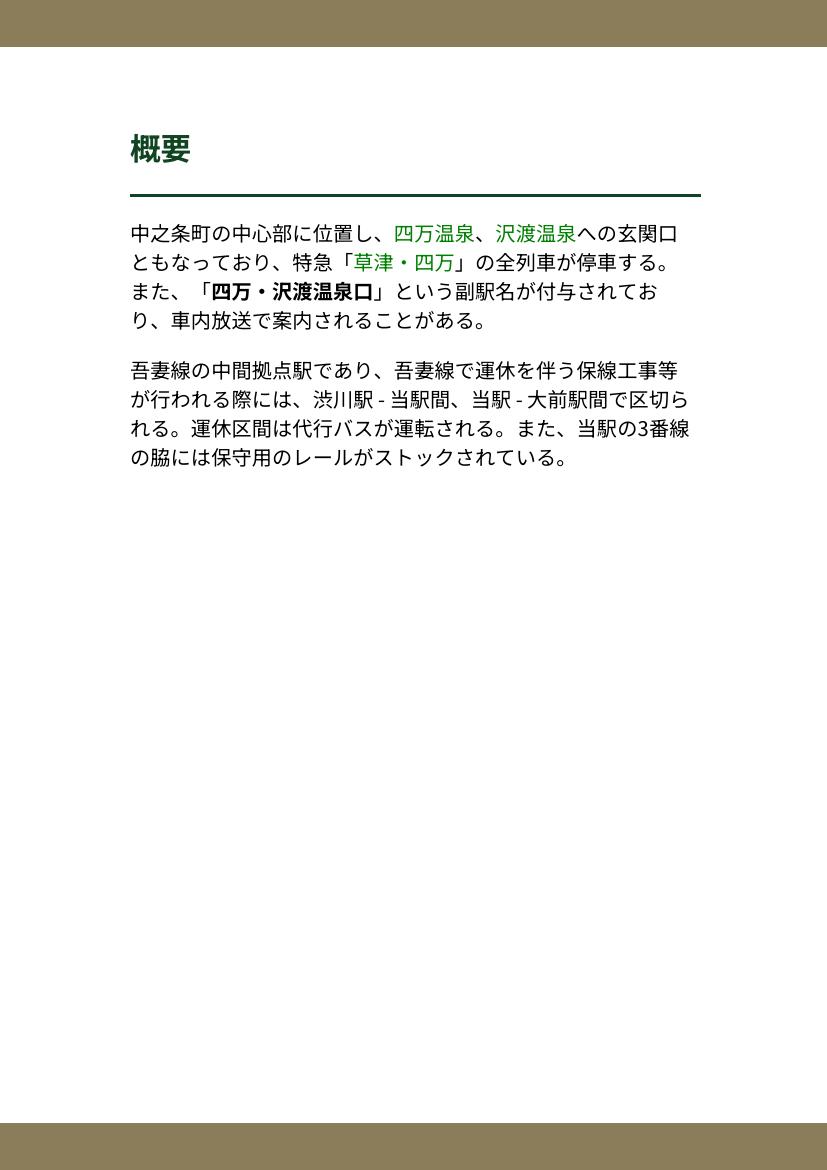 概要
中之条町の中心部に位置し、四万温泉、沢渡温泉への玄関口
ともなっており、特急「草津・四万」の全列車が停車する。
また、「四万・沢渡温泉口」という副駅名が付与されてお
り、車内放送で案内されることがある。
吾妻線の中間拠点駅であり、吾妻線で運休を伴う保線工事等
が行われる際には、渋川駅 - 当駅間、当駅 - 大前駅間で区切ら
れる。運休区間は代行バスが運転される。また、当駅の3番線
の脇には保守用のレールがストックされている。